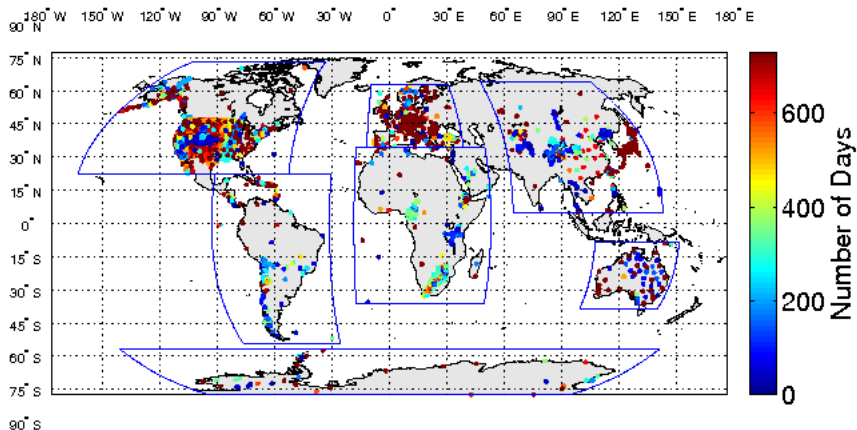 180° W 150° W 120° W 90° W 60° W 30° W 0° 30° E 60° E 90° E 120° E 150° E 180° E
90° N
75° N
60° N
45° N
30° N
15° N
0°
15° S
30° S
45° S
60° S
75° S
90° S
600
400
200
0
Number of Days